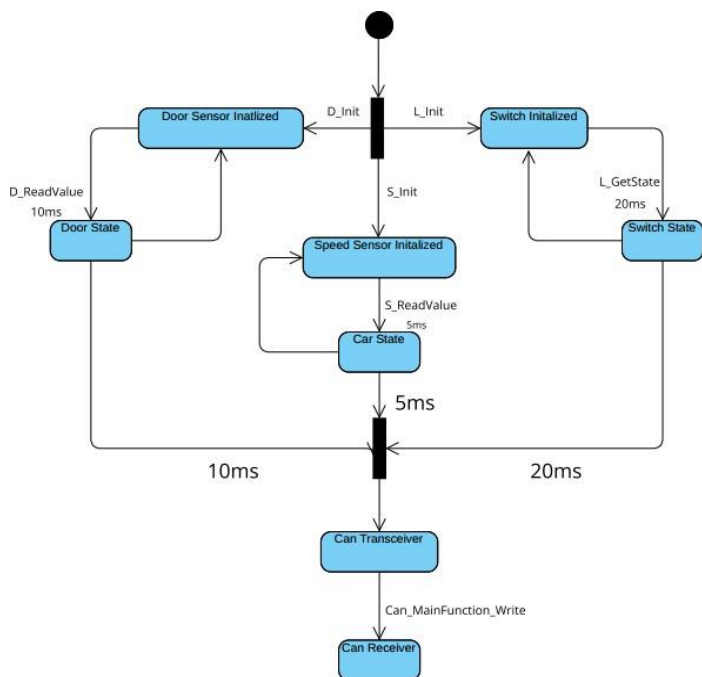 Door Sensor Inatlized
D_Init
L_Init
Switch Initalized
D_ReadValue
10ms
S_Init
L_GetState
20ms
Door State
Speed Sensor Initalized
Switch State
S_ReadValue
5ms
Car State
5ms
10ms
20ms
Can Transceiver
Can_MainFunction_Write
Can Receiver